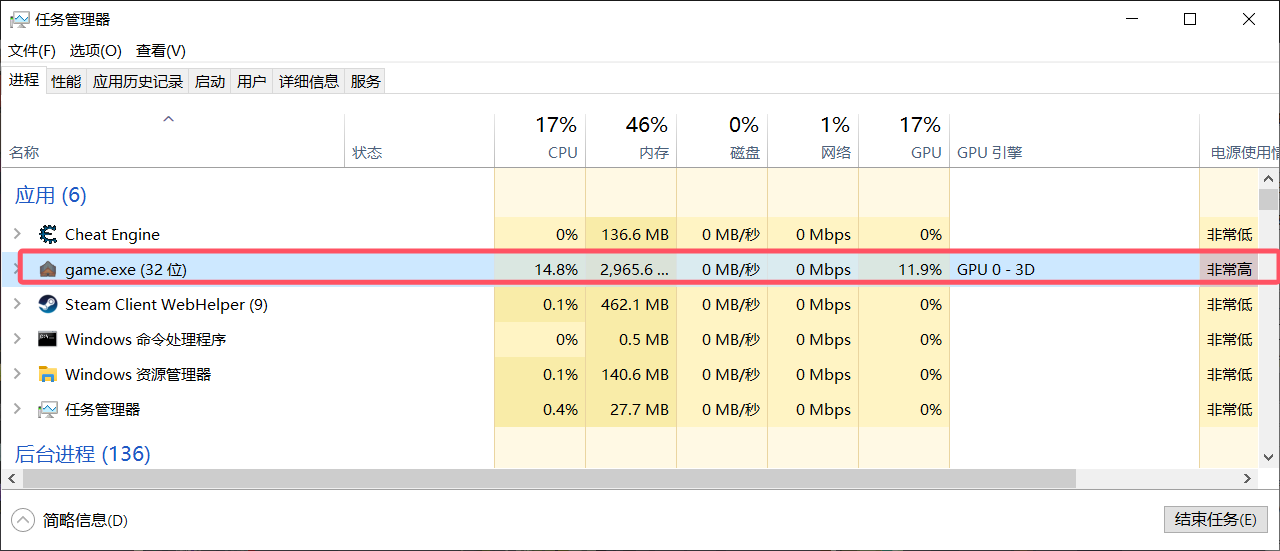 任务管理器
文件(F) 选项(O) 查看(V)
进程 性能 应用历史记录 启动 用户 详细信息 服务
17% 46% 0% 1% 17%
名称 状态 CPU 内存 磁盘 网络 GPU GPU 引擎 电源使用情
应用 (6)
Cheat Engine 0% 136.6 MB 0 MB/秒 0 Mbps 0% 非常低
game.exe (32 位) 14.8% 2,965.6 ... 0 MB/秒 0 Mbps 11.9% GPU 0 - 3D 非常高
Steam Client WebHelper (9) 0.1% 462.1 MB 0 MB/秒 0 Mbps 0% 非常低
Windows 命令处理程序 0% 0.5 MB 0 MB/秒 0 Mbps 0% 非常低
Windows 资源管理器 0.1% 140.6 MB 0 MB/秒 0 Mbps 0% 非常低
任务管理器 0.4% 27.7 MB 0 MB/秒 0 Mbps 0% 非常低
后台进程 (136)
简略信息(D) 结束任务(E)